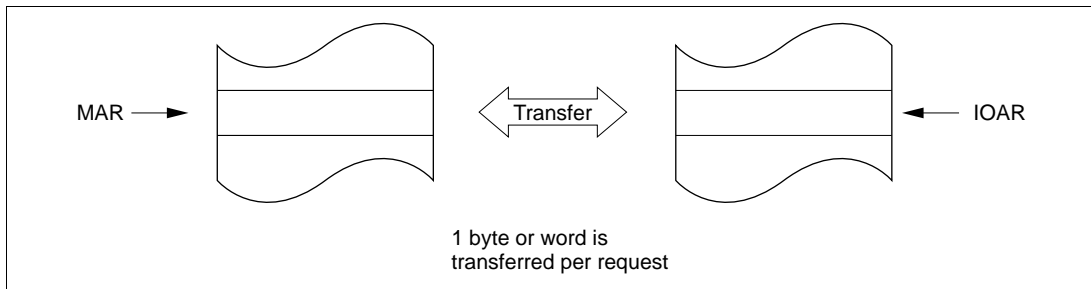 MAR
Transfer
IOAR
1 byte or word is
transferred per request